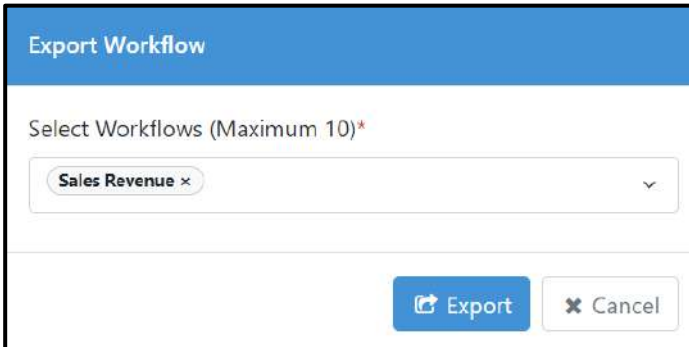 Export Workflow
Select Workflows (Maximum 10)*
Sales Revenue ×
Export
Cancel